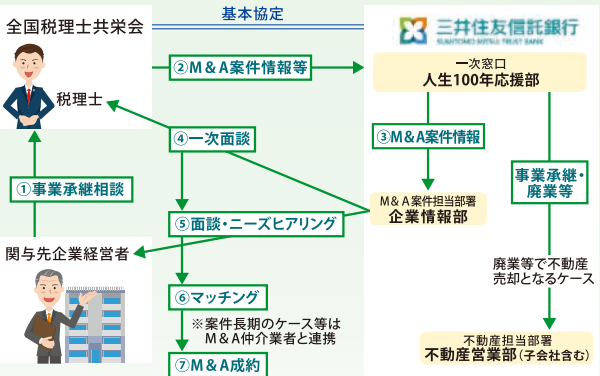 基本協定
全国税理士共栄会
税理士
三井住友信託銀行
SUMITOMO MITSUI TRUST BANK
②M&A案件情報等
一次窓口
人生100年応援部
④一次面談
③M&A案件情報
①事業承継相談
事業承継・
廃業等
M&A案件担当部署
企業情報部
⑤面談・ニーズヒアリング
関与先企業経営者
廃業等で不動産
売却となるケース
⑥マッチング
※案件長期のケース等は
M&A仲介業者と連携
不動産担当部署
不動産営業部(子会社含む)
⑦M&A成約